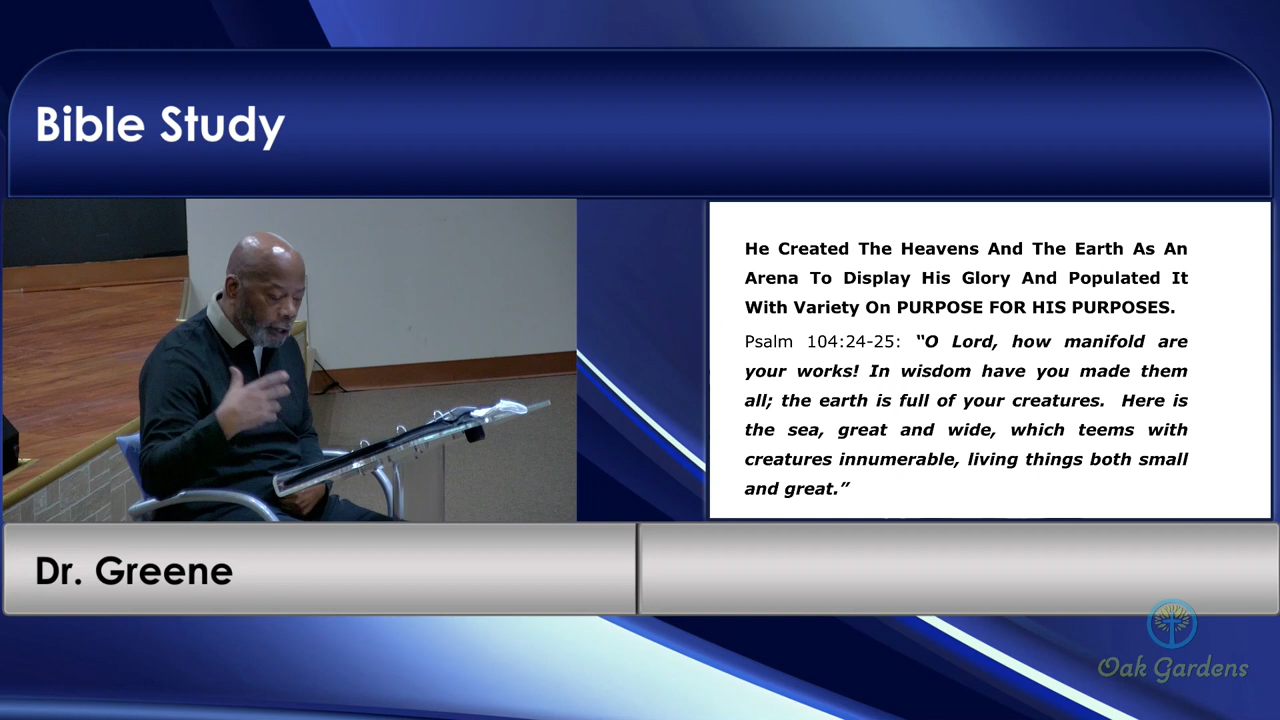 Bible Study
He Created The Heavens And The Earth As An
Arena To Display His Glory And Populated It
With Variety On PURPOSE FOR HIS PURPOSES.
Psalm 104:24-25: “O Lord, how manifold are
your works! In wisdom have you made them
all; the earth is full of your creatures. Here is
the sea, great and wide, which teems with
creatures innumerable, living things both small
and great.”
Dr. Greene
Oak Gardens